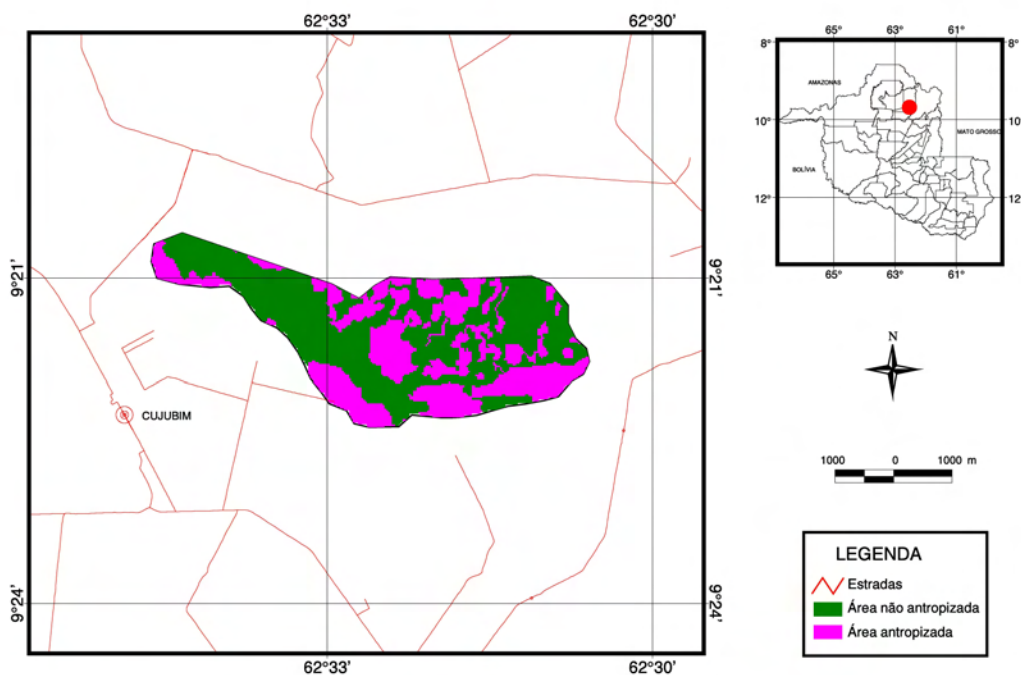 62°33'
62°30'
9°21'
9°21'
CUJUBIM
9°24'
9°24'
62°33'
62°30'
65°
63°
61°
8°
8°
AMAZONAS
10°
10°
MATO GROSSO
BOLÍVIA
12°
12°
65°
63°
61°
N
1000
0
1000 m
LEGENDA
Estradas
Área não antropizada
Área antropizada